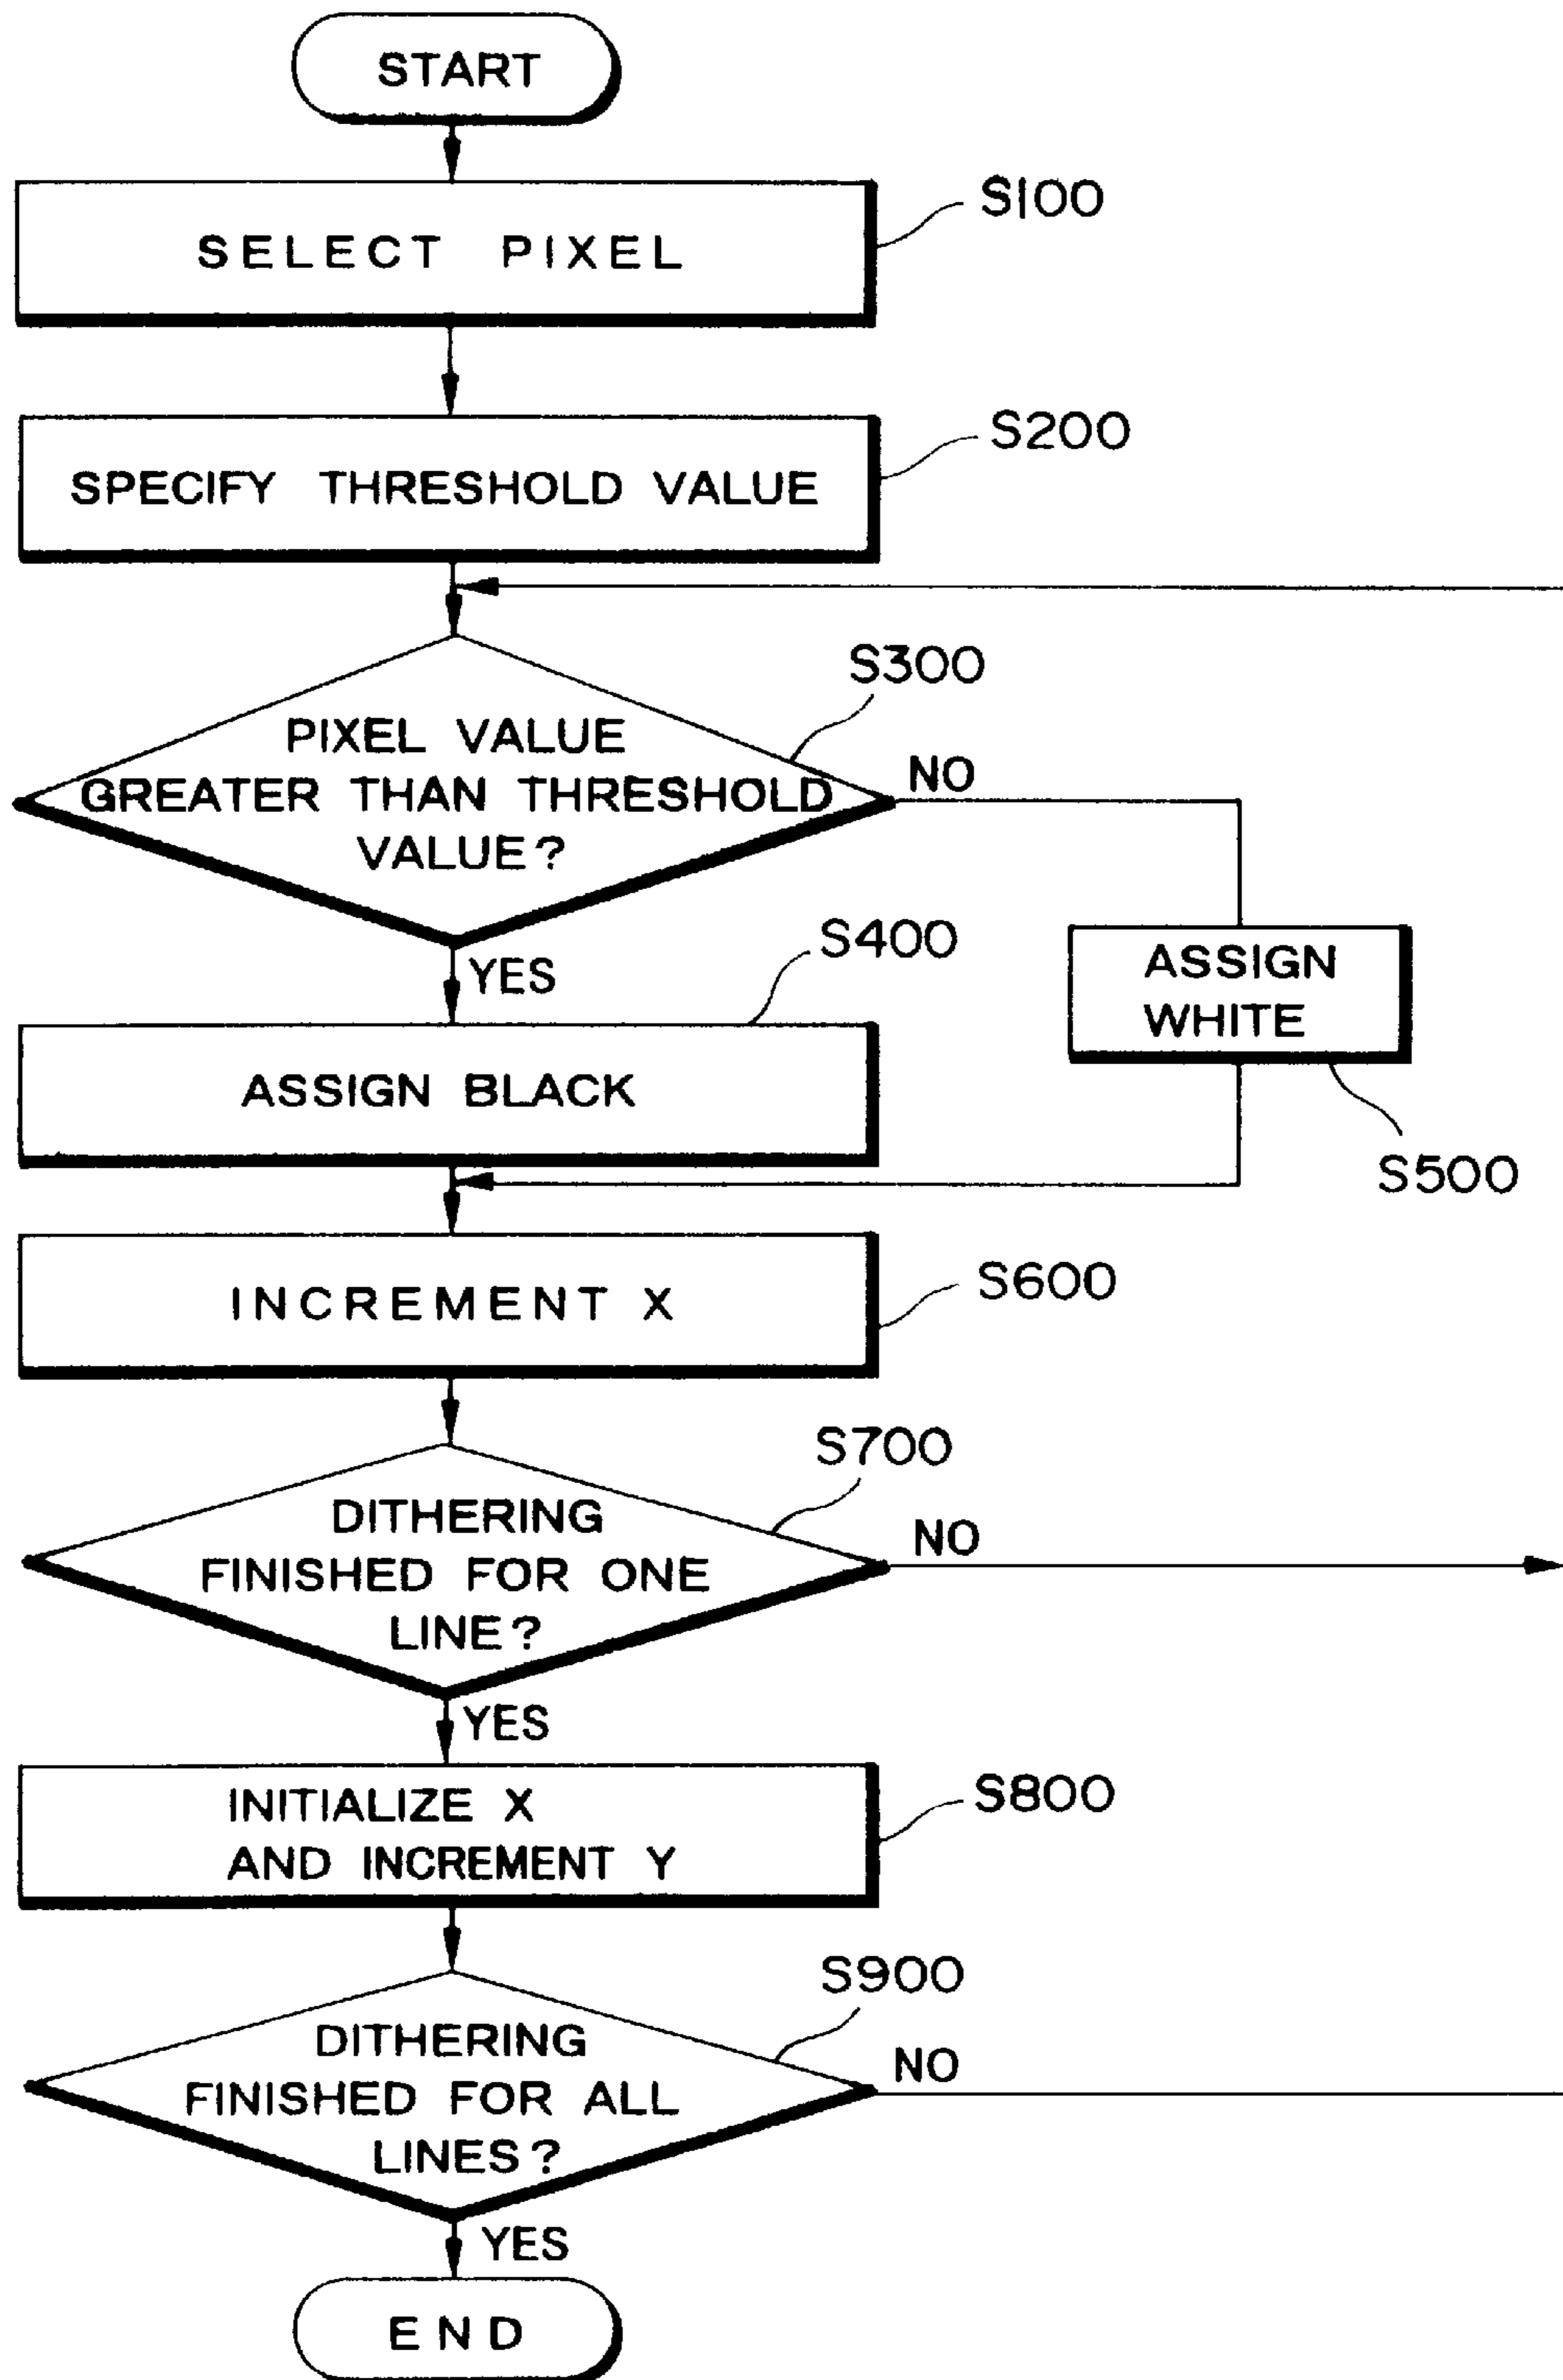 START
S100
SELECT PIXEL
S200
SPECIFY THRESHOLD VALUE
S300
PIXEL VALUE
GREATER THAN THRESHOLD
VALUE?
NO
YES
S400
ASSIGN BLACK
ASSIGN
WHITE
S500
INCREMENT X
S600
S700
DITHERING
FINISHED FOR ONE
LINE?
NO
YES
INITIALIZE X
AND INCREMENT Y
S800
S900
DITHERING
FINISHED FOR ALL
LINES?
NO
YES
END